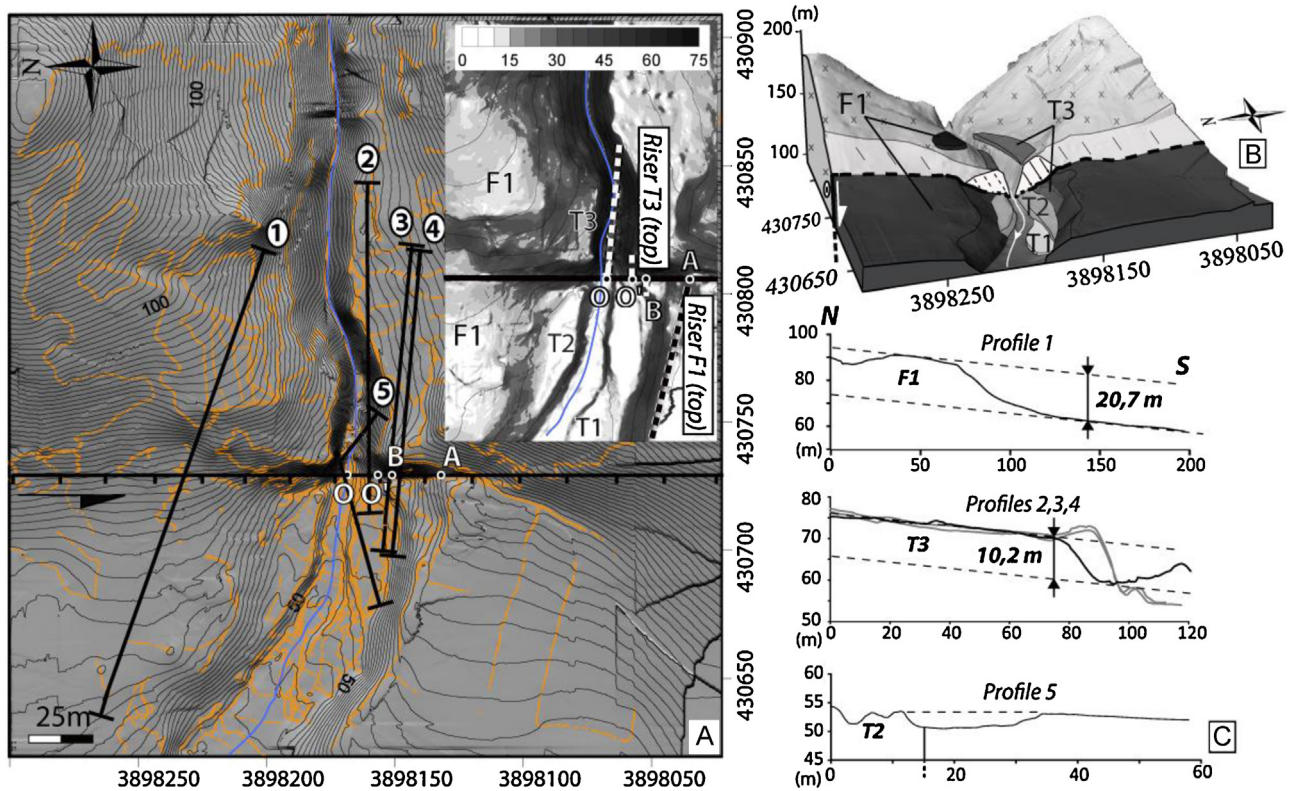 N
100
100
50
50
1
2
3
4
5
O
O'
B
A
25m
A
3898250
3898200
3898150
3898100
3898050
0
15
30
45
60
75
F1
T3
Riser T3 (top)
O
O'
B
A
F1
T2
T1
Riser F1 (top)
430900
430850
430800
430750
430700
430650
(m)
200
150
100
0
F1
T3
T2
T1
N
B
430750
430650
3898250
3898150
3898050
N
100
80
60
(m)
Profile 1
S
F1
20,7 m
0
50
100
150
200
80
70
60
50
(m)
Profiles 2,3,4
T3
10,2 m
0
20
40
60
80
100
120
60
55
50
45
(m)
Profile 5
T2
0
20
40
60
C